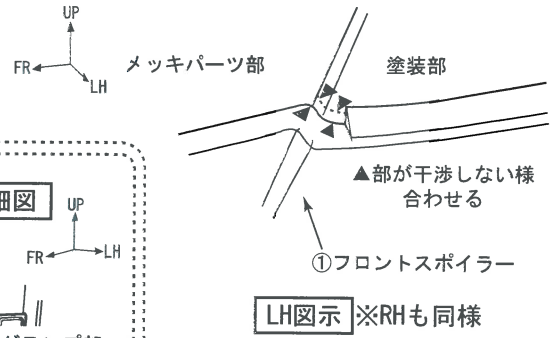 UP
FR
LH
メッキパーツ部
塗装部
▲部が干渉しない様
合わせる
細図
UP
FR
LH
①フロントスポイラー
LH図示 ※RHも同様